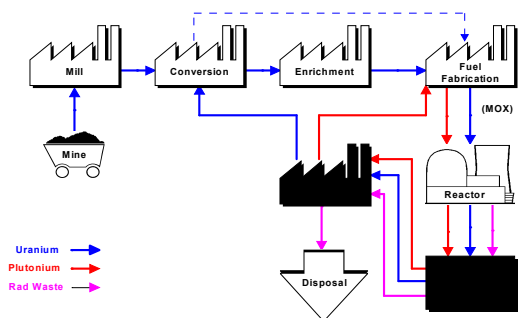 Mill
Conversion
Enrichment
Fuel
Fabrication
(MOX)
Mine
Reactor
Uranium
Plutonium
Rad Waste
Disposal